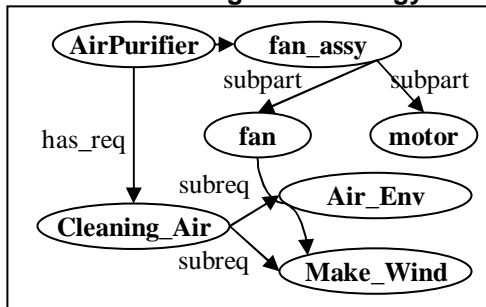 AirPurifier fan_assy
subpart subpart
fan motor
has_req
subreq Air_Env
Cleaning_Air
subreq Make_Wind